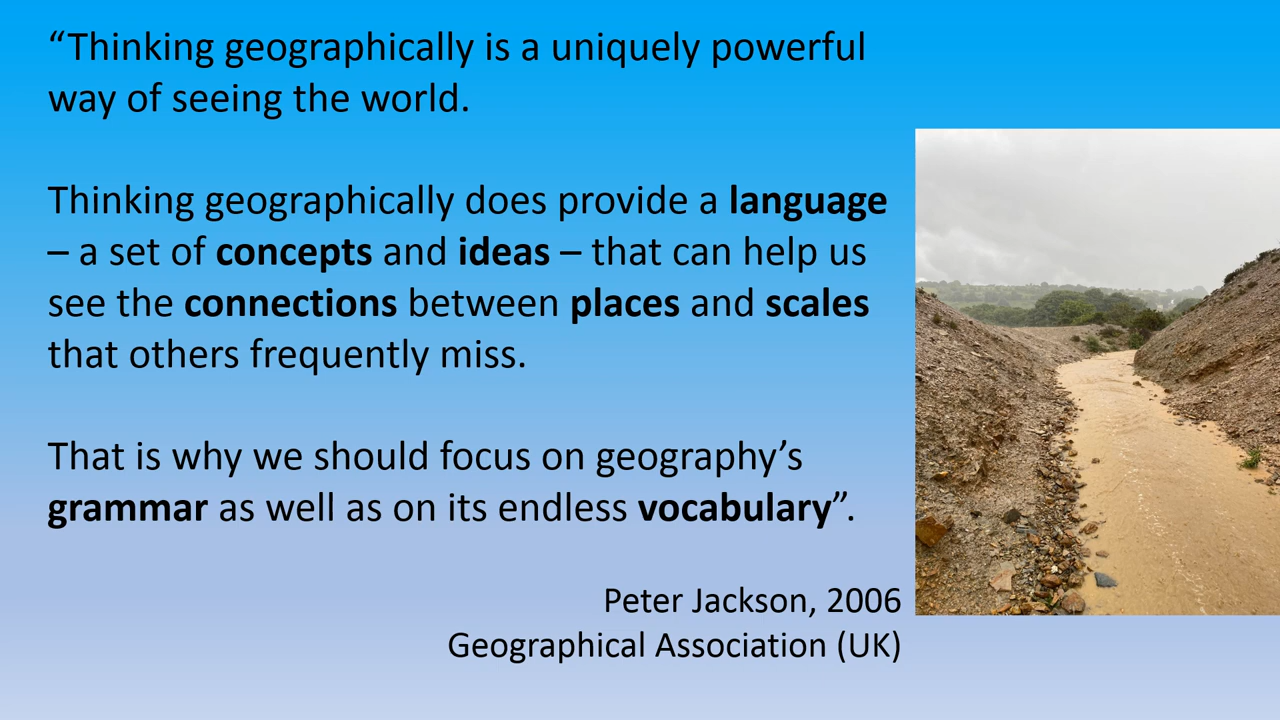 “Thinking geographically is a uniquely powerful
way of seeing the world.
Thinking geographically does provide a language
– a set of concepts and ideas – that can help us
see the connections between places and scales
that others frequently miss.
That is why we should focus on geography’s
grammar as well as on its endless vocabulary”.
Peter Jackson, 2006
Geographical Association (UK)